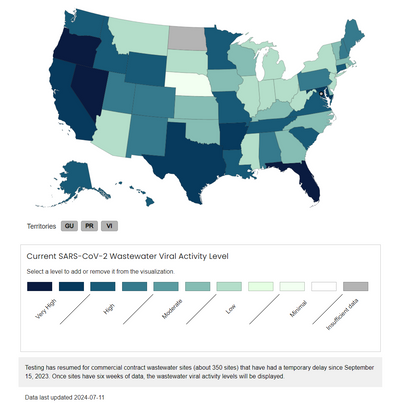 Territories GU PR VI
Current SARS-CoV-2 Wastewater Viral Activity Level
Select a level to add or remove it from the visualization.
Very High
High
Moderate
Low
Minimal
Insufficient data
Testing has resumed for commercial contract wastewater sites (about 350 sites) that have had a temporary delay since September
15, 2023. Once sites have six weeks of data, the wastewater viral activity levels will be displayed.
Data last updated 2024-07-11